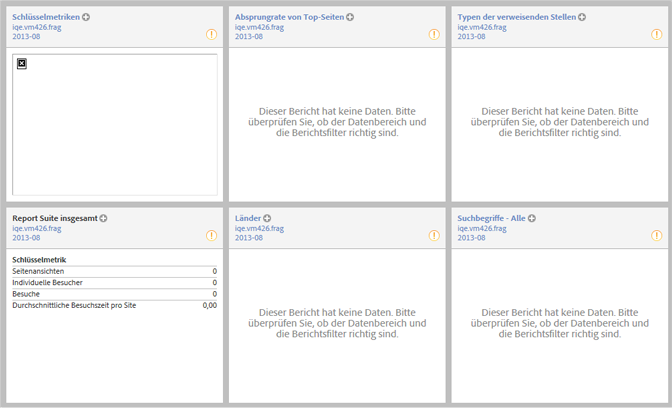 Schlüsselmetriken
iqe.vm426.frag
2013-08
Absprungrate von Top-Seiten
iqe.vm426.frag
2013-08
Dieser Bericht hat keine Daten. Bitte
überprüfen Sie, ob der Datenbereich und
die Berichtsfilter richtig sind.
Typen der verweisenden Stellen
iqe.vm426.frag
2013-08
Dieser Bericht hat keine Daten. Bitte
überprüfen Sie, ob der Datenbereich und
die Berichtsfilter richtig sind.
Report Suite insgesamt
iqe.vm426.frag
2013-08
Schlüsselmetrik
Seitenansichten 0
Individuelle Besucher 0
Besuche 0
Durchschnittliche Besuchszeit pro Site 0,00
Länder
iqe.vm426.frag
2013-08
Dieser Bericht hat keine Daten. Bitte
überprüfen Sie, ob der Datenbereich und
die Berichtsfilter richtig sind.
Suchbegriffe - Alle
iqe.vm426.frag
2013-08
Dieser Bericht hat keine Daten. Bitte
überprüfen Sie, ob der Datenbereich und
die Berichtsfilter richtig sind.